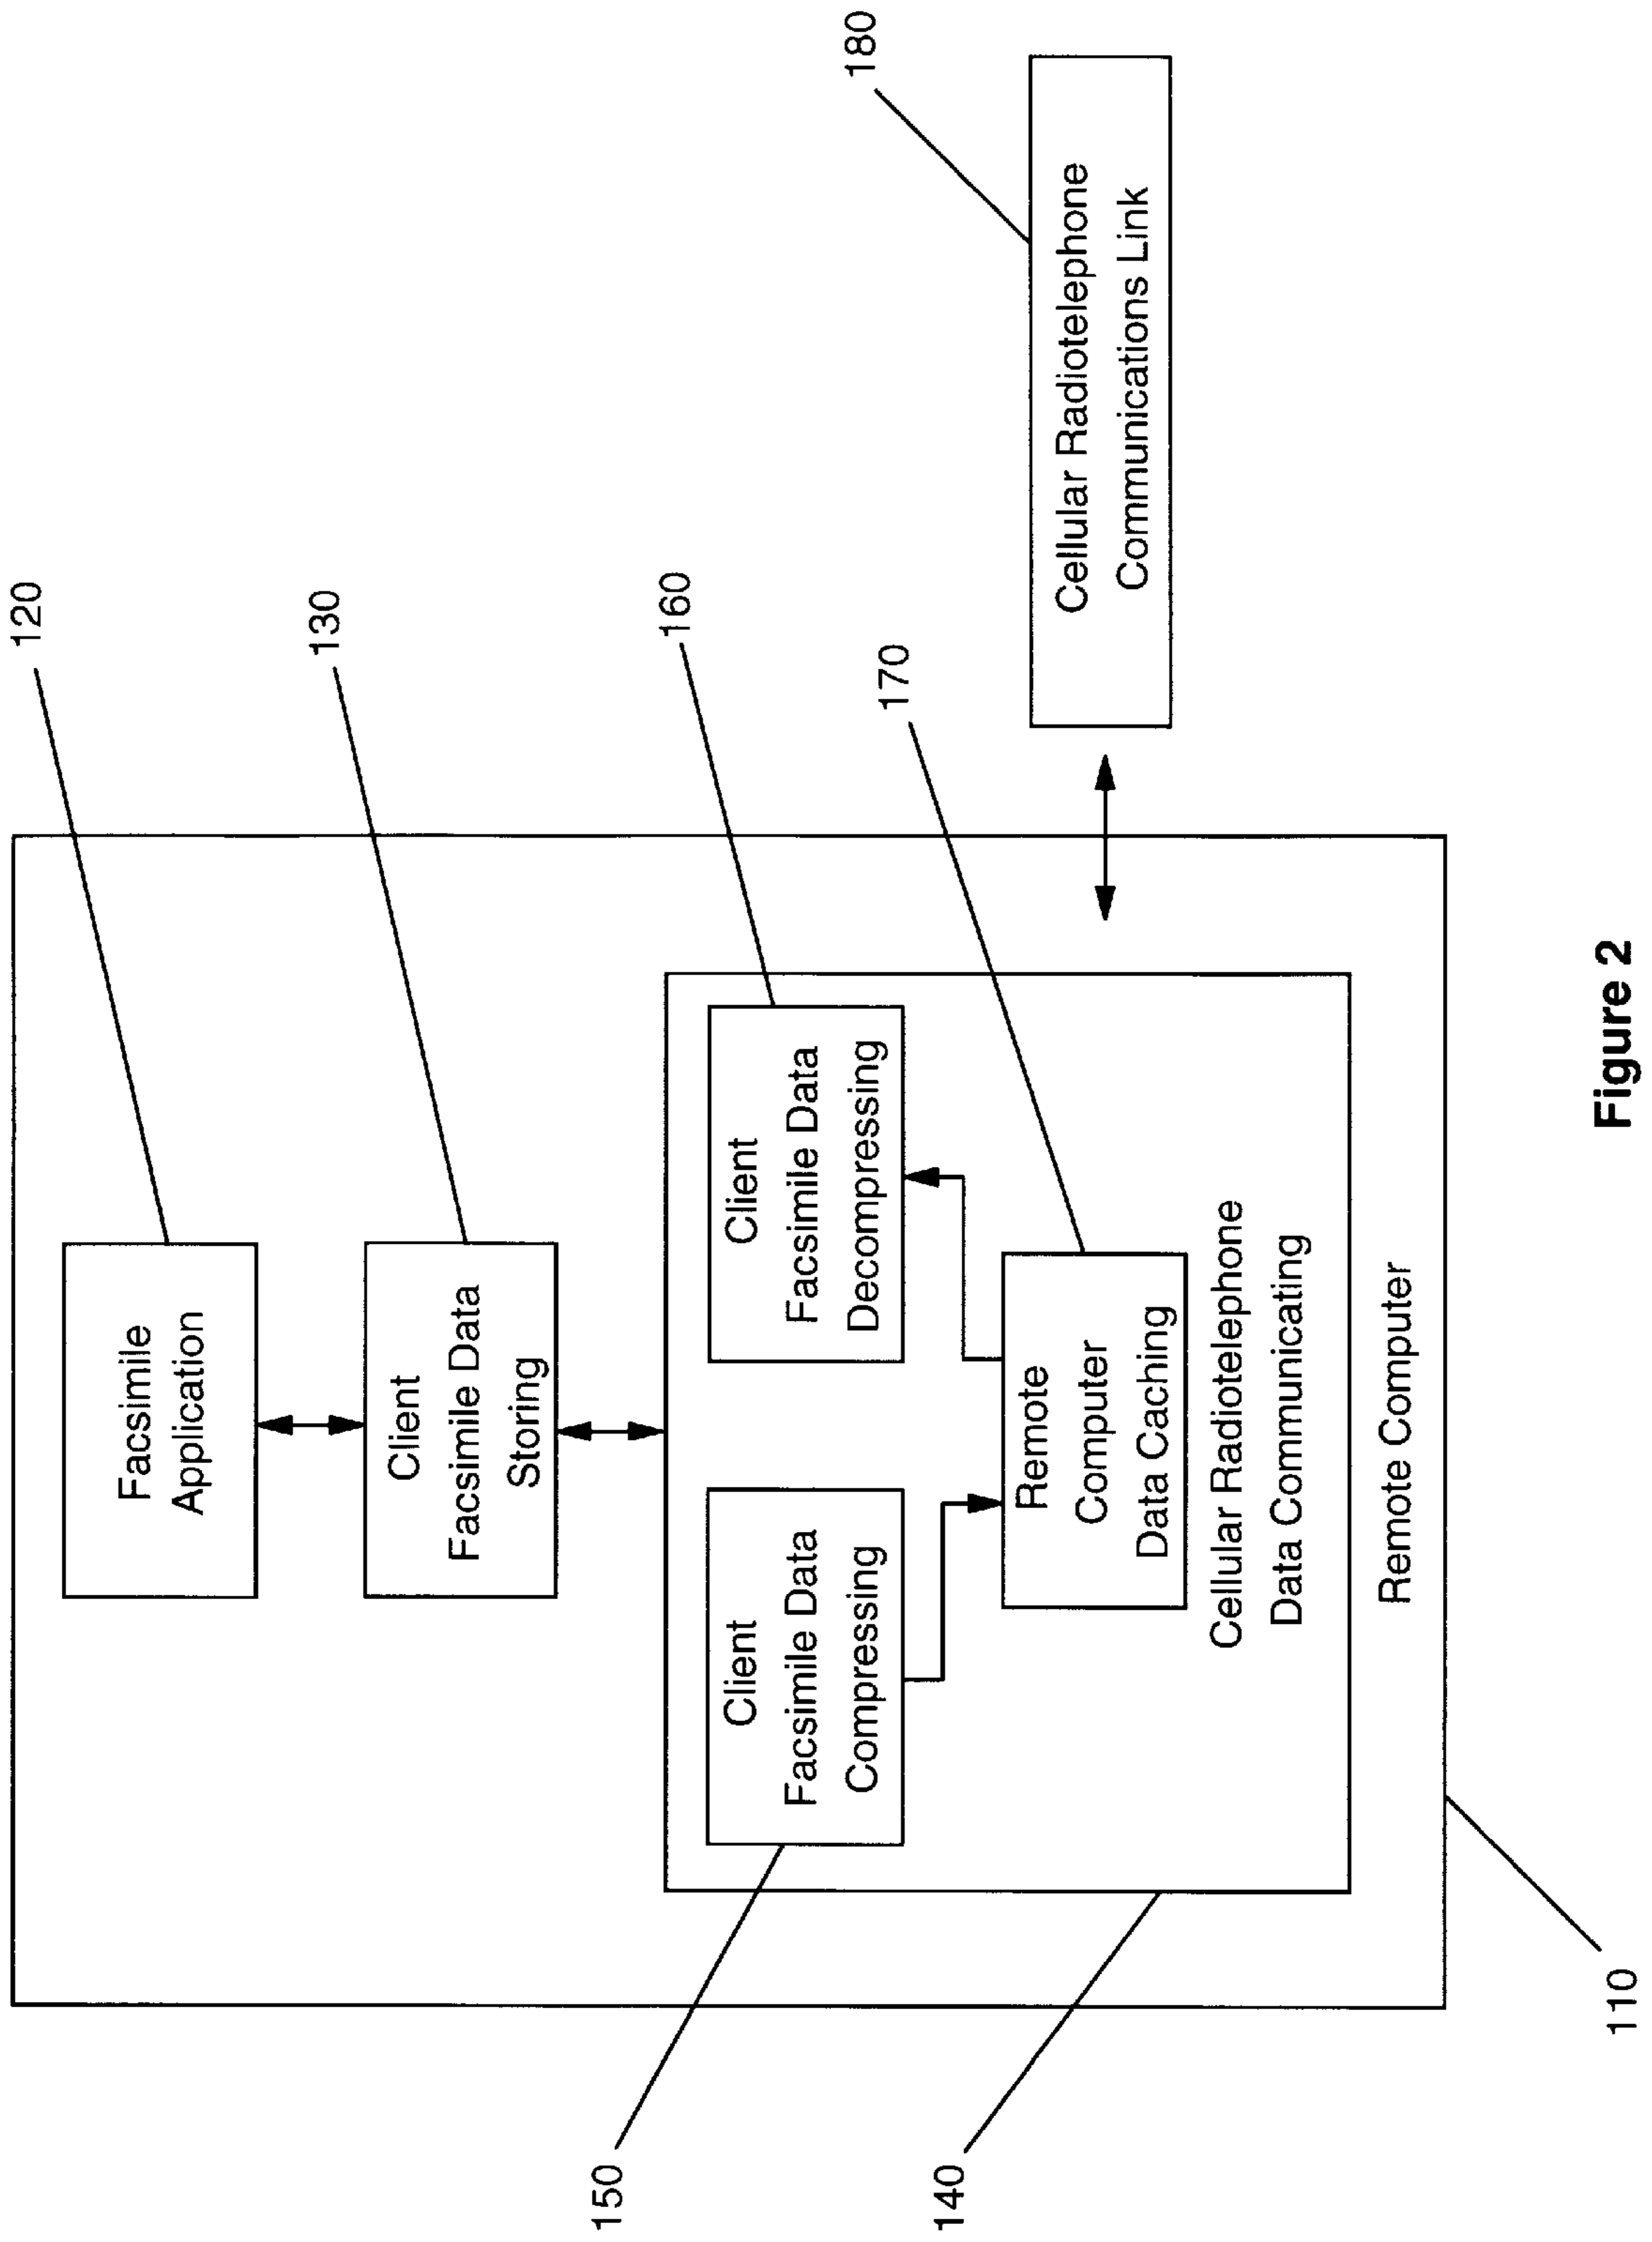 120
Facsimile
Application
130
Client
Facsimile Data
Storing
160
Client
Facsimile Data
Compressing
Client
Facsimile Data
Decompressing
150
170
180
Remote
Computer
Data Caching
Cellular Radiotelephone
Communications Link
Cellular Radiotelephone
Data Communicating
140
Remote Computer
110
Figure 2